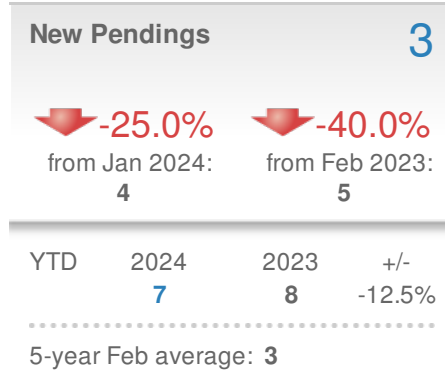 New Pendings 3
-25.0% -40.0%
from Jan 2024: from Feb 2023:
4 5
YTD 2024 2023 +/-
7 8 -12.5%
5-year Feb average: 3